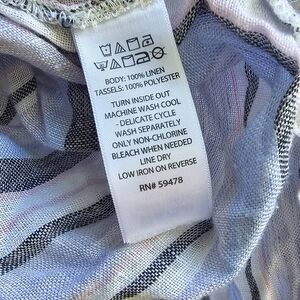 BODY: 100% LINEN
TASSELS: 100% POLYESTER
TURN INSIDE OUT
MACHINE WASH COOL
- DELICATE CYCLE
WASH SEPARATELY
ONLY NON-CHLORINE
BLEACH WHEN NEEDED
LINE DRY
LOW IRON ON REVERSE
RN# 59478